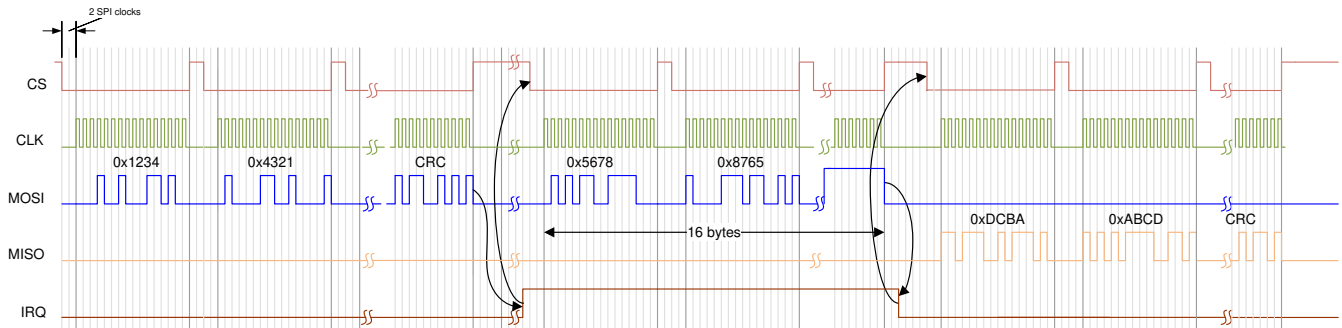 2 SPI clocks
CS
CLK
0x1234 0x4321 CRC 0x5678 0x8765
MOSI
0xDCBA 0xABCD CRC
16 bytes
MISO
IRQ